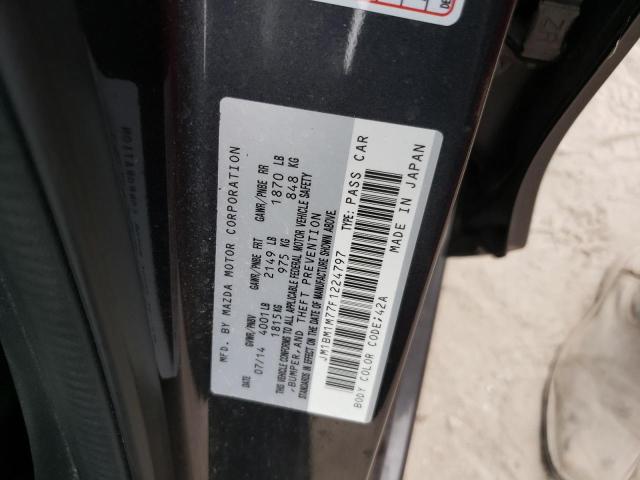 MFD. BY MAZDA MOTOR CORPORATION
DATE GVWR/PNBV GAWR/PNBE FRT GAWR/PNBE RR
07/14 4001LB 2149 LB 1870 LB
1815KG 975 KG 848 KG
THIS VEHICLE CONFORMS TO ALL APPLICABLE FEDERAL MOTOR VEHICLE SAFETY
,BUMPER,AND THEFT PREVENTION
STANDARDS IN EFFECT ON THE DATE OF MANUFACTURE SHOWN ABOVE.
JM1BM1M77F1224797 TYPE: PASS CAR
BODY COLOR CODE;42A MADE IN JAPAN